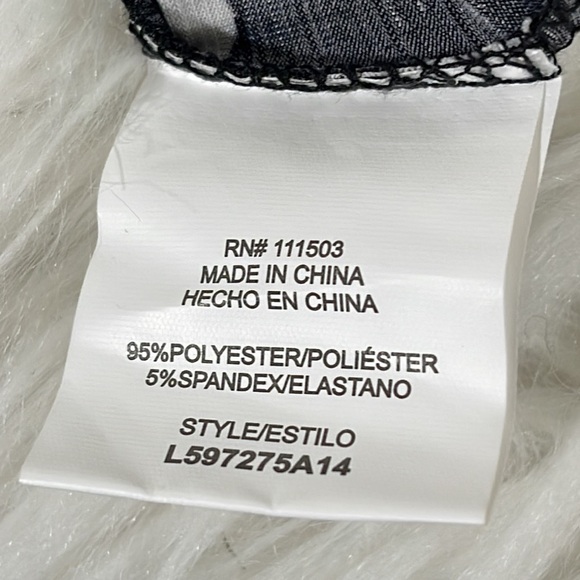 RN# 111503
MADE IN CHINA
HECHO EN CHINA
95%POLYESTER/POLIÉSTER
5%SPANDEX/ELASTANO
STYLE/ESTILO
L597275A14